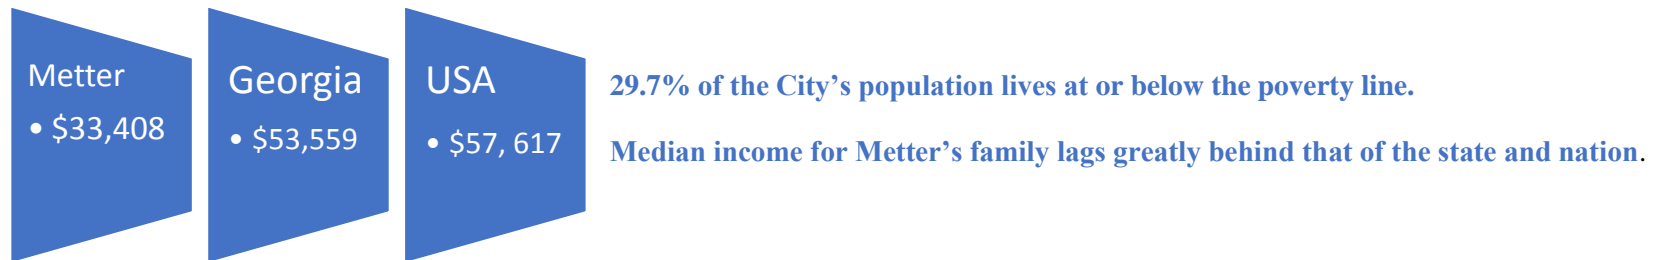 Metter
• $33,408
Georgia
• $53,559
USA
• $57, 617
29.7% of the City’s population lives at or below the poverty line.
Median income for Metter’s family lags greatly behind that of the state and nation.